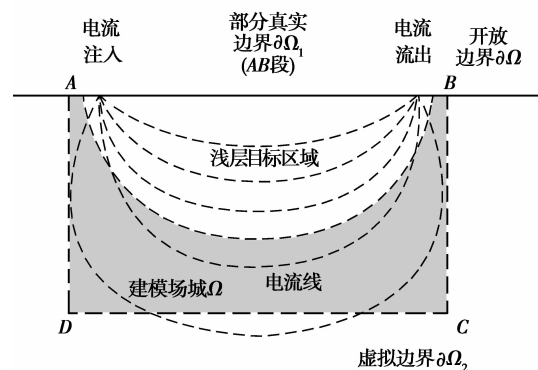 电流
注入
部分真实
边界∂Ω₁
(AB段)
电流
流出
开放
边界∂Ω
A
B
浅层目标区域
建模场城Ω
电流线
D
C
虚拟边界∂Ω₂